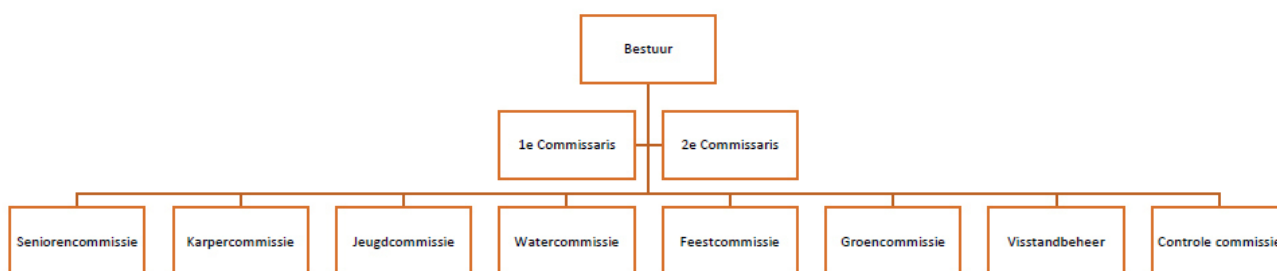 Bestuur
1e Commissaris
2e Commissaris
Seniorencommissie
Karpercommissie
Jeugdcommissie
Watercommissie
Feestcommissie
Groencommissie
Visstandbeheer
Controle commissie